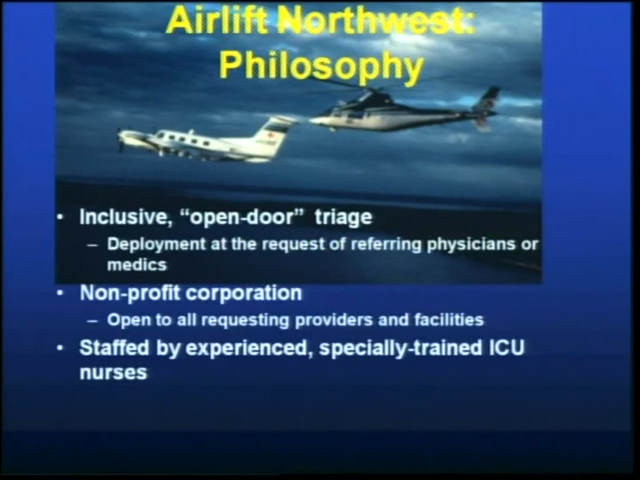 Airlift Northwest:
Philosophy
• Inclusive, “open-door” triage
– Deployment at the request of referring physicians or
medics
• Non-profit corporation
– Open to all requesting providers and facilities
• Staffed by experienced, specially-trained ICU
nurses